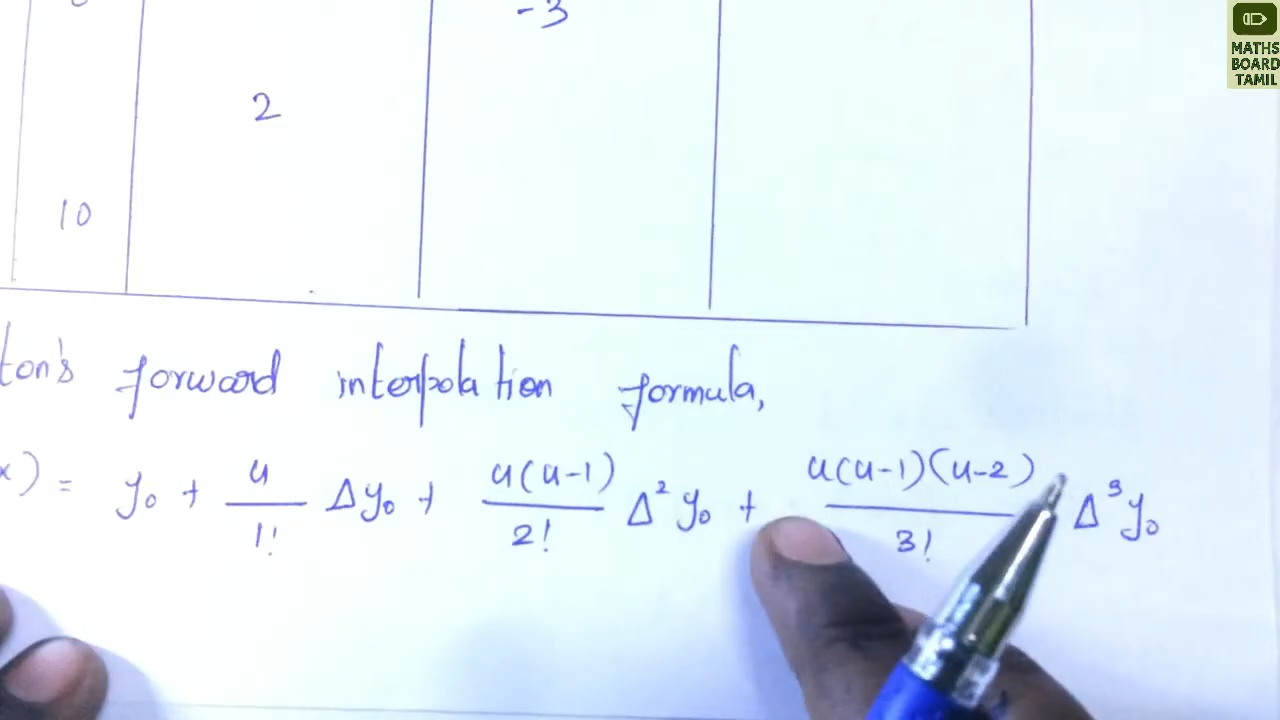 -3
MATHS
BOARD
TAMIL
2
10
ton's forward interpolation formula,
x) = y₀ + u/1! Δy₀ + u(u-1)/2! Δ²y₀ + u(u-1)(u-2)/3! Δ³y₀